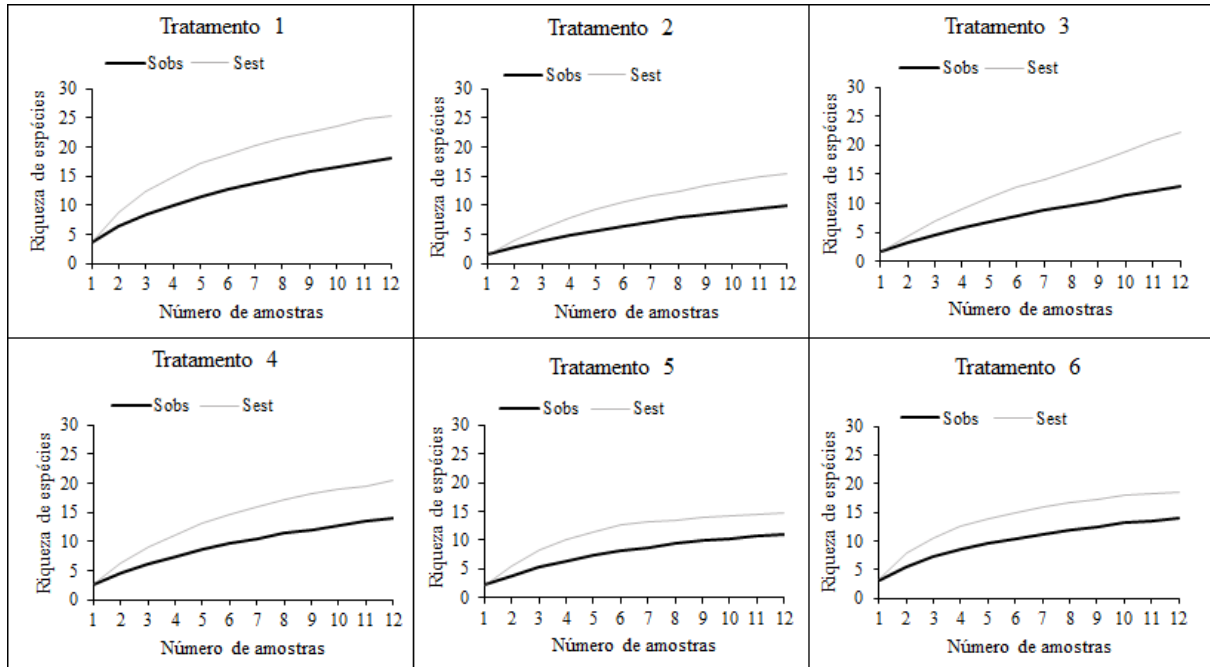 Tratamento 1
Sobs Sest
Riqueza de espécies
30
25
20
15
10
5
0
1 2 3 4 5 6 7 8 9 10 11 12
Número de amostras
Tratamento 2
Sobs Sest
Riqueza de espécies
30
25
20
15
10
5
0
1 2 3 4 5 6 7 8 9 10 11 12
Número de amostras
Tratamento 3
Sobs Sest
Riqueza de espécies
30
25
20
15
10
5
0
1 2 3 4 5 6 7 8 9 10 11 12
Número de amostras
Tratamento 4
Sobs Sest
Riqueza de espécies
30
25
20
15
10
5
0
1 2 3 4 5 6 7 8 9 10 11 12
Número de amostras
Tratamento 5
Sobs Sest
Riqueza de espécies
30
25
20
15
10
5
0
1 2 3 4 5 6 7 8 9 10 11 12
Número de amostras
Tratamento 6
Sobs Sest
Riqueza de espécies
30
25
20
15
10
5
0
1 2 3 4 5 6 7 8 9 10 11 12
Número de amostras